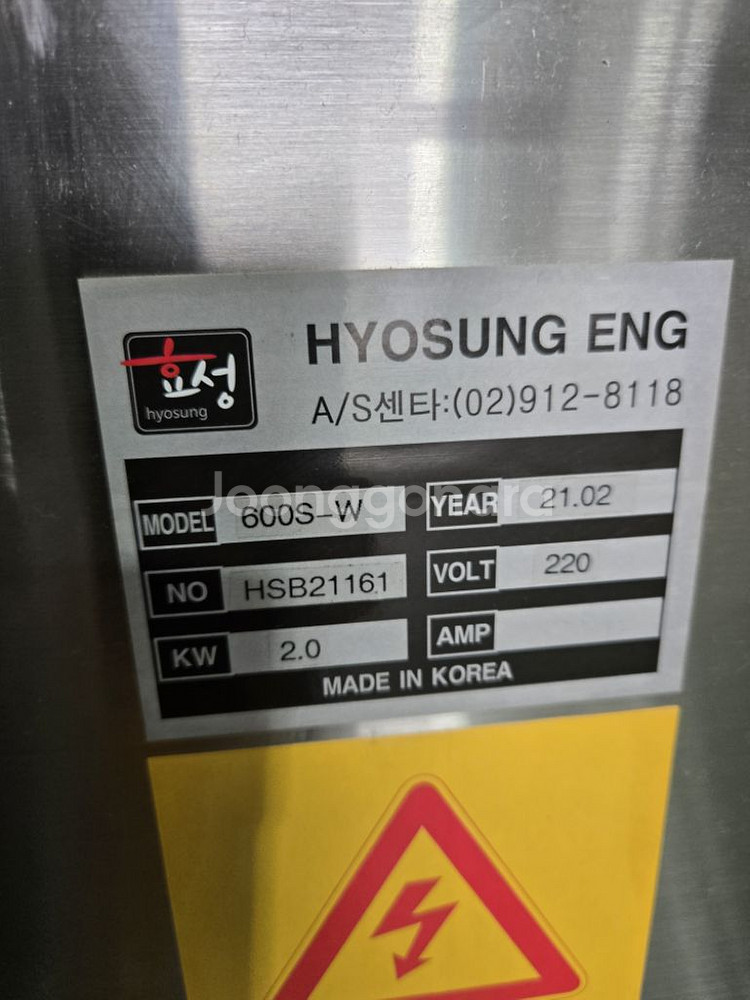 효성
hyosung
HYOSUNG ENG
A/S센타:(02)912-8118
MODEL 600S-W YEAR 21.02
NO HSB21161 VOLT 220
KW 2.0 AMP
MADE IN KOREA
Joonggonara